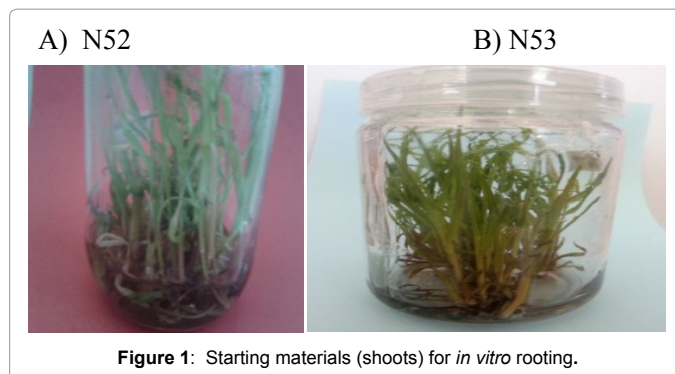 A) N52 B) N53
Figure 1: Starting materials (shoots) for in vitro rooting.